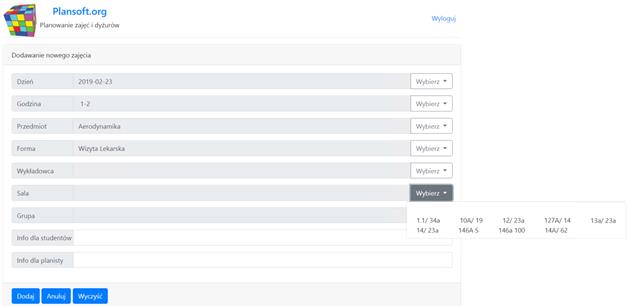 Plansoft.org
Planowanie zajęć i dyżurów
Wyloguj
Dodawanie nowego zajęcia
Dzień 2019-02-23 Wybierz
Godzina 1-2 Wybierz
Przedmiot Aerodynamika Wybierz
Forma Wizyta Lekarska Wybierz
Wykładowca Wybierz
Sala Wybierz
Grupa
1.1/ 34a 10A/ 19 12/ 23a 127A/ 14 13a/ 23a
14/ 23a 146A 5 146a 100 14A/ 62
Info dla studentów
Info dla planisty
Dodaj Anuluj Wyczyść